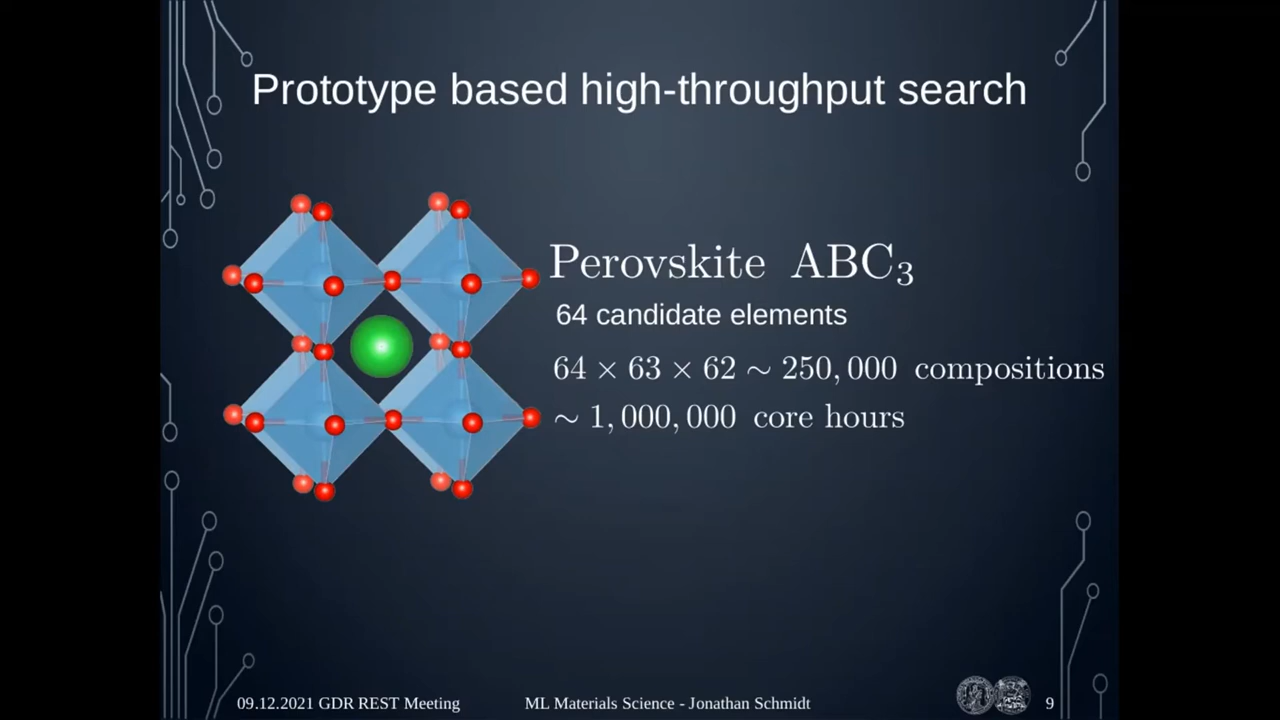 Prototype based high-throughput search
Perovskite ABC₃
64 candidate elements
64 × 63 × 62 ∼ 250,000 compositions
∼ 1,000,000 core hours
09.12.2021 GDR REST Meeting
ML Materials Science - Jonathan Schmidt
9